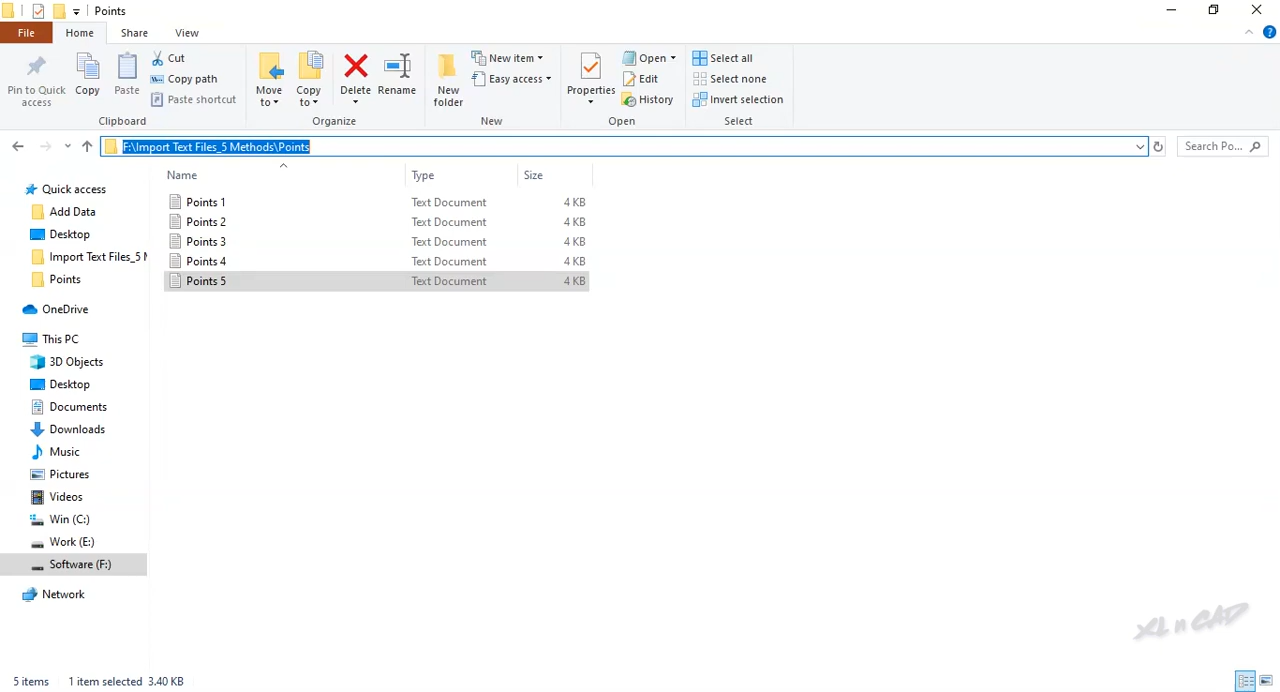 Points
File
Home
Share
View
Pin to Quick access
Copy
Paste
Cut
Copy path
Paste shortcut
Clipboard
Move to
Copy to
Delete
Rename
Organize
New folder
New item
Easy access
New
Properties
Open
Edit
History
Open
Select all
Select none
Invert selection
Select
F:\Import Text Files_5 Methods\Points
Search Po...
Name Type Size
Points 1 Text Document 4 KB
Points 2 Text Document 4 KB
Points 3 Text Document 4 KB
Points 4 Text Document 4 KB
Points 5 Text Document 4 KB
Quick access
Add Data
Desktop
Import Text Files_5 M
Points
OneDrive
This PC
3D Objects
Desktop
Documents
Downloads
Music
Pictures
Videos
Win (C:)
Work (E:)
Software (F:)
Network
XL n CAD
5 items 1 item selected 3.40 KB